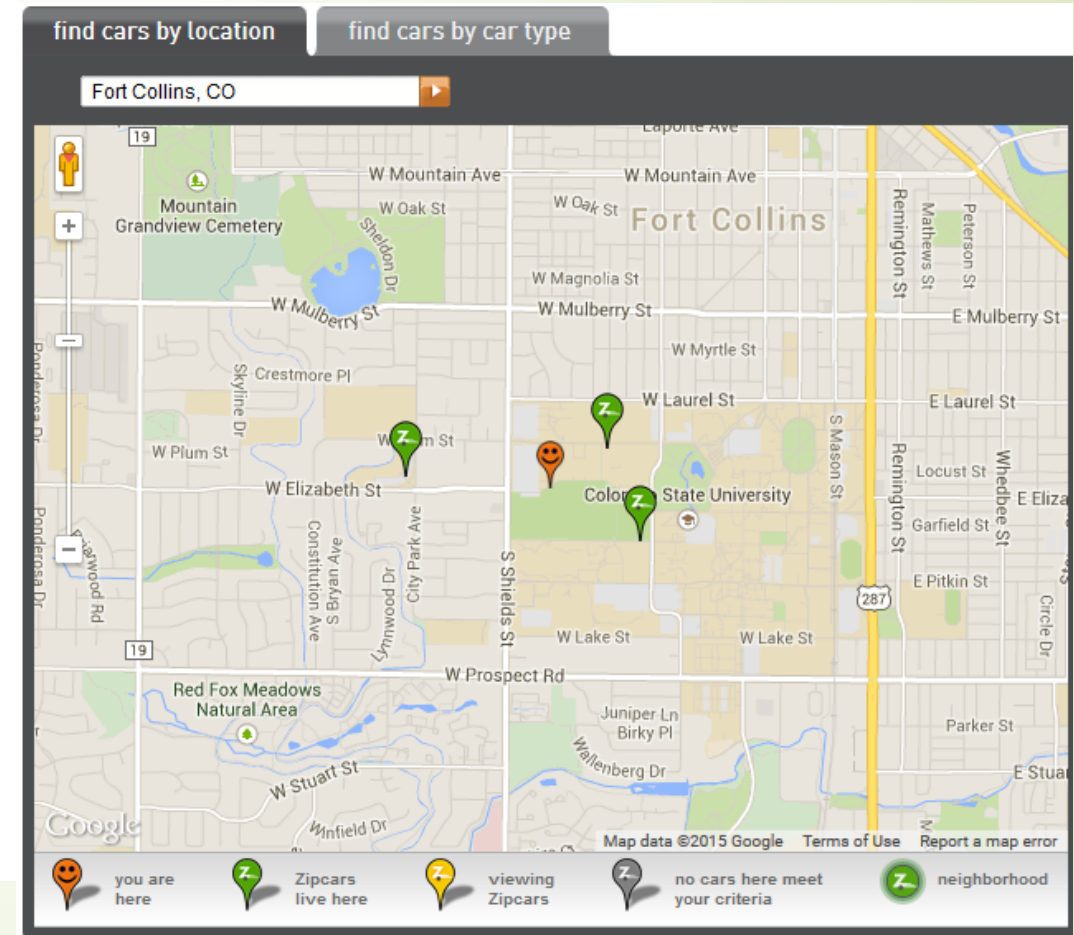 find cars by location
find cars by car type
Fort Collins, CO
19
Laporte Ave
W Mountain Ave
W Mountain Ave
Mountain
Grandview Cemetery
W Oak St
W Oak St
Fort Collins
Sheldon Dr
Remington St
Mathews St
Peterson St
W Magnolia St
W Mulberry St
W Mulberry St
E Mulberry St
Ponderosa Dr
W Myrtle St
Crestmore Pl
Skyline Dr
W Laurel St
E Laurel St
W St
W Plum St
S Mason St
Remington St
Locust St
Whedbee St
W Elizabeth St
State University
E Eliza
Ponderosa Dr
Garfield St
Constitution Ave
S Bryan Ave
City Park Ave
S Shields St
Lynnwood Dr
E Pitkin St
287
Circle Dr
W Lake St
W Lake St
19
W Prospect Rd
Red Fox Meadows
Natural Area
Juniper Ln
Birky Pl
Parker St
Wallenberg Dr
W Stuart St
E Stuar
Google
Winfield Dr
Map data ©2015 Google
Terms of Use
Report a map error
you are
here
Zipcars
live here
viewing
Zipcars
no cars here meet
your criteria
neighborhood